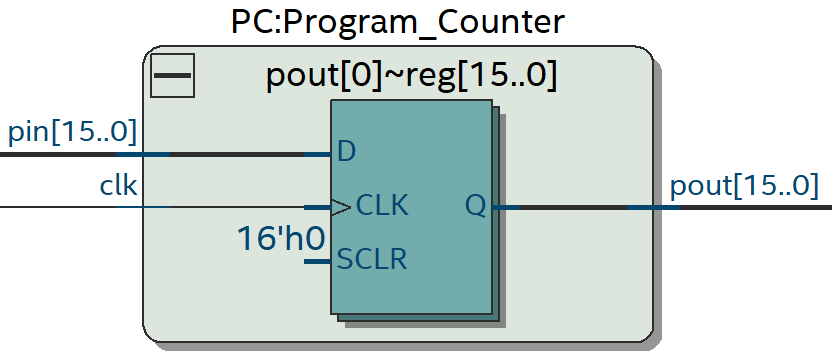 PC:Program_Counter
pout[0]~reg[15..0]
pin[15..0]
D
clk
CLK
Q
pout[15..0]
16'h0
SCLR